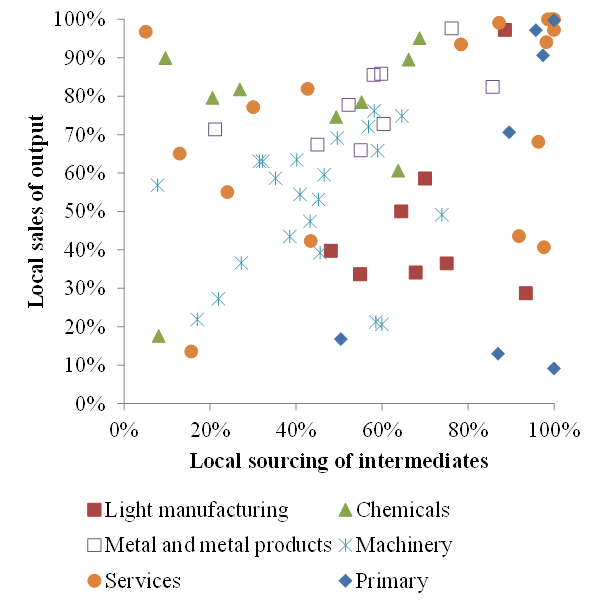 100%
90%
80%
70%
60%
50%
40%
30%
20%
10%
0%
Local sales of output
0% 20% 40% 60% 80% 100%
Local sourcing of intermediates
Light manufacturing Chemicals
Metal and metal products Machinery
Services Primary